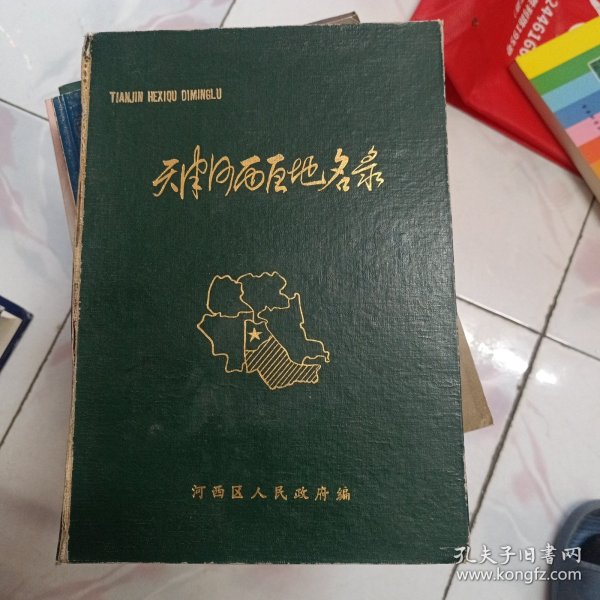 TIANJIN HEXIQU DIMINGLU
天津河西区地名录
河西区人民政府编
2446169
孔夫子旧书网
www.kongfz.com